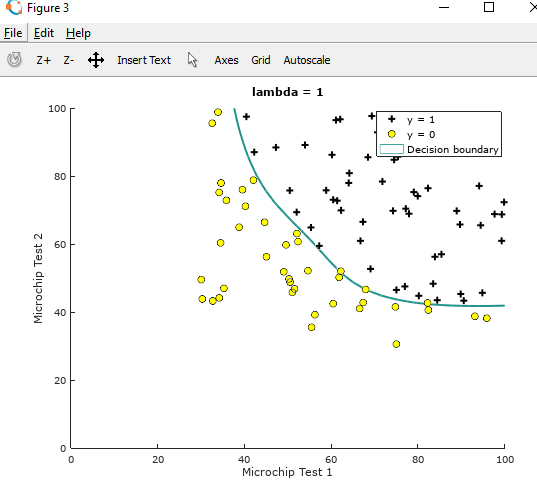 Figure 3
File Edit Help
Z+ Z- Insert Text Axes Grid Autoscale
lambda = 1
100
80
60
40
20
0
Microchip Test 2
y = 1
y = 0
Decision boundary
0 20 40 60 80 100
Microchip Test 1